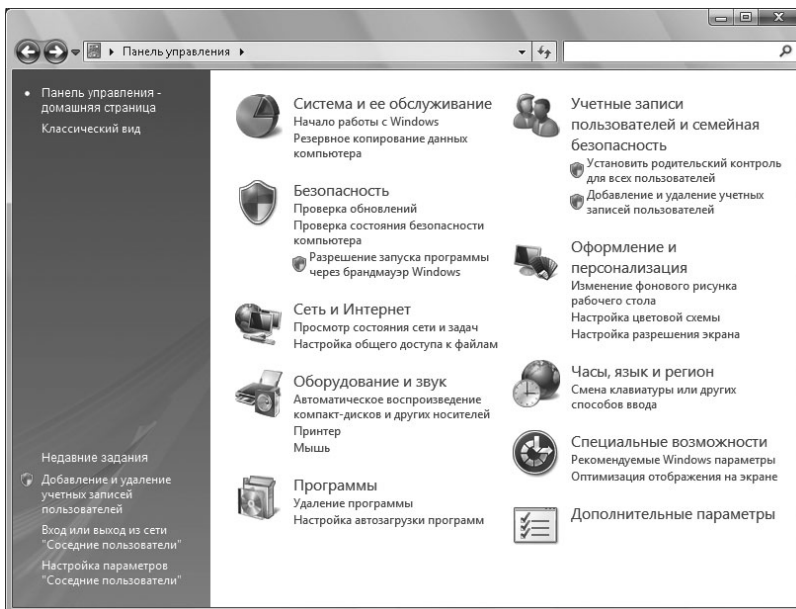 Панель управления
Панель управления -
домашняя страница
Классический вид
Недавние задания
Добавление и удаление
учетных записей
пользователей
Вход или выход из сети
"Соседние пользователи"
Настройка параметров
"Соседние пользователи"
Система и ее обслуживание
Начало работы с Windows
Резервное копирование данных
компьютера
Безопасность
Проверка обновлений
Проверка состояния безопасности
компьютера
Разрешение запуска программы
через брандмауэр Windows
Сеть и Интернет
Просмотр состояния сети и задач
Настройка общего доступа к файлам
Оборудование и звук
Автоматическое воспроизведение
компакт-дисков и других носителей
Принтер
Мышь
Программы
Удаление программы
Настройка автозагрузки программ
Учетные записи
пользователей и семейная
безопасность
Установить родительский контроль
для всех пользователей
Добавление и удаление учетных
записей пользователей
Оформление и
персонализация
Изменение фонового рисунка
рабочего стола
Настройка цветовой схемы
Настройка разрешения экрана
Часы, язык и регион
Смена клавиатуры или других
способов ввода
Специальные возможности
Рекомендуемые Windows параметры
Оптимизация отображения на экране
Дополнительные параметры